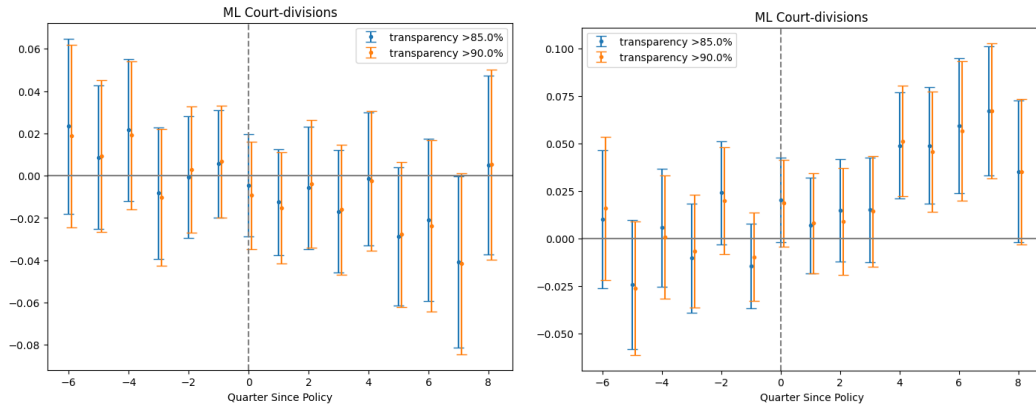 ML Court-divisions
transparency >85.0%
transparency >90.0%
0.06
0.04
0.02
0.00
−0.02
−0.04
−0.06
−0.08
−6 −4 −2 0 2 4 6 8
Quarter Since Policy
ML Court-divisions
transparency >85.0%
transparency >90.0%
0.100
0.075
0.050
0.025
0.000
−0.025
−0.050
−6 −4 −2 0 2 4 6 8
Quarter Since Policy